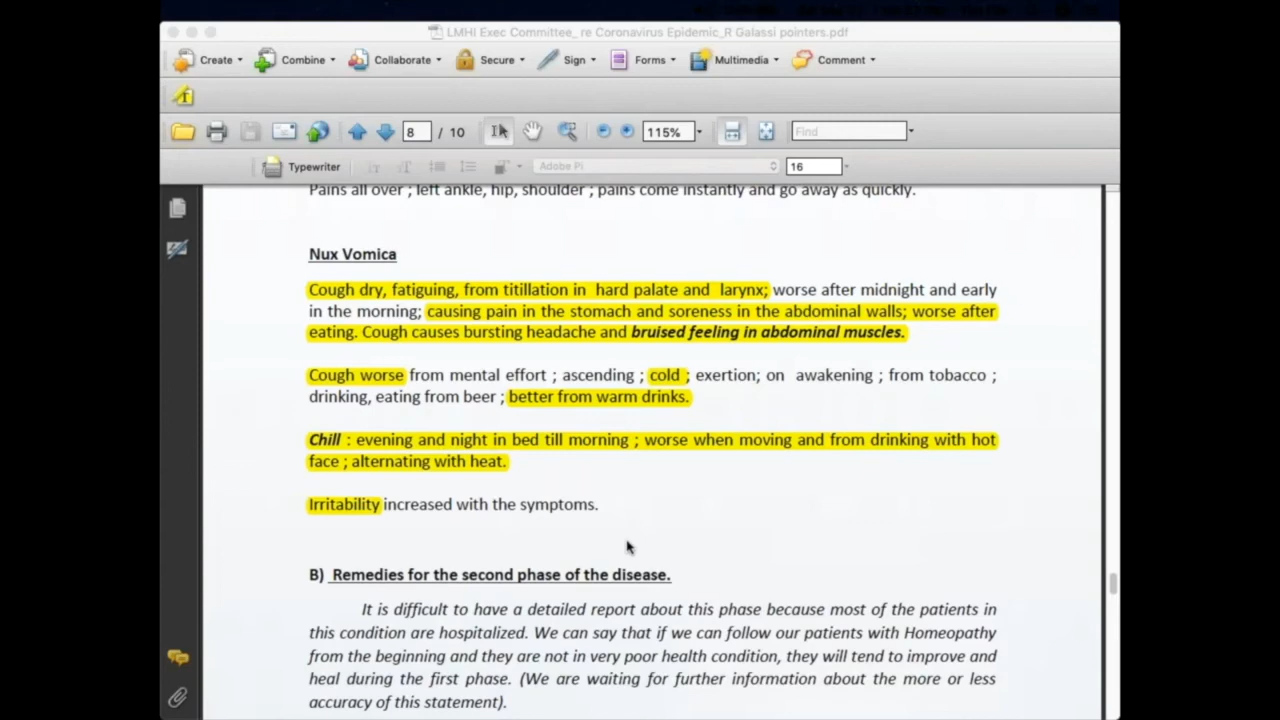 LMHI Exec Committee_ re Coronavirus Epidemic_R Galassi pointers.pdf
Create Combine Collaborate Secure Sign Forms Multimedia Comment
8 / 10 115% Find
Typewriter Adobe Pi 16
Pains all over ; left ankle, hip, shoulder ; pains come instantly and go away as quickly.
Nux Vomica
Cough dry, fatiguing, from titillation in hard palate and larynx; worse after midnight and early
in the morning; causing pain in the stomach and soreness in the abdominal walls; worse after
eating. Cough causes bursting headache and bruised feeling in abdominal muscles.
Cough worse from mental effort ; ascending ; cold ; exertion; on awakening ; from tobacco ;
drinking, eating from beer ; better from warm drinks.
Chill : evening and night in bed till morning ; worse when moving and from drinking with hot
face ; alternating with heat.
Irritability increased with the symptoms.
B) Remedies for the second phase of the disease.
It is difficult to have a detailed report about this phase because most of the patients in
this condition are hospitalized. We can say that if we can follow our patients with Homeopathy
from the beginning and they are not in very poor health condition, they will tend to improve and
heal during the first phase. (We are waiting for further information about the more or less
accuracy of this statement).